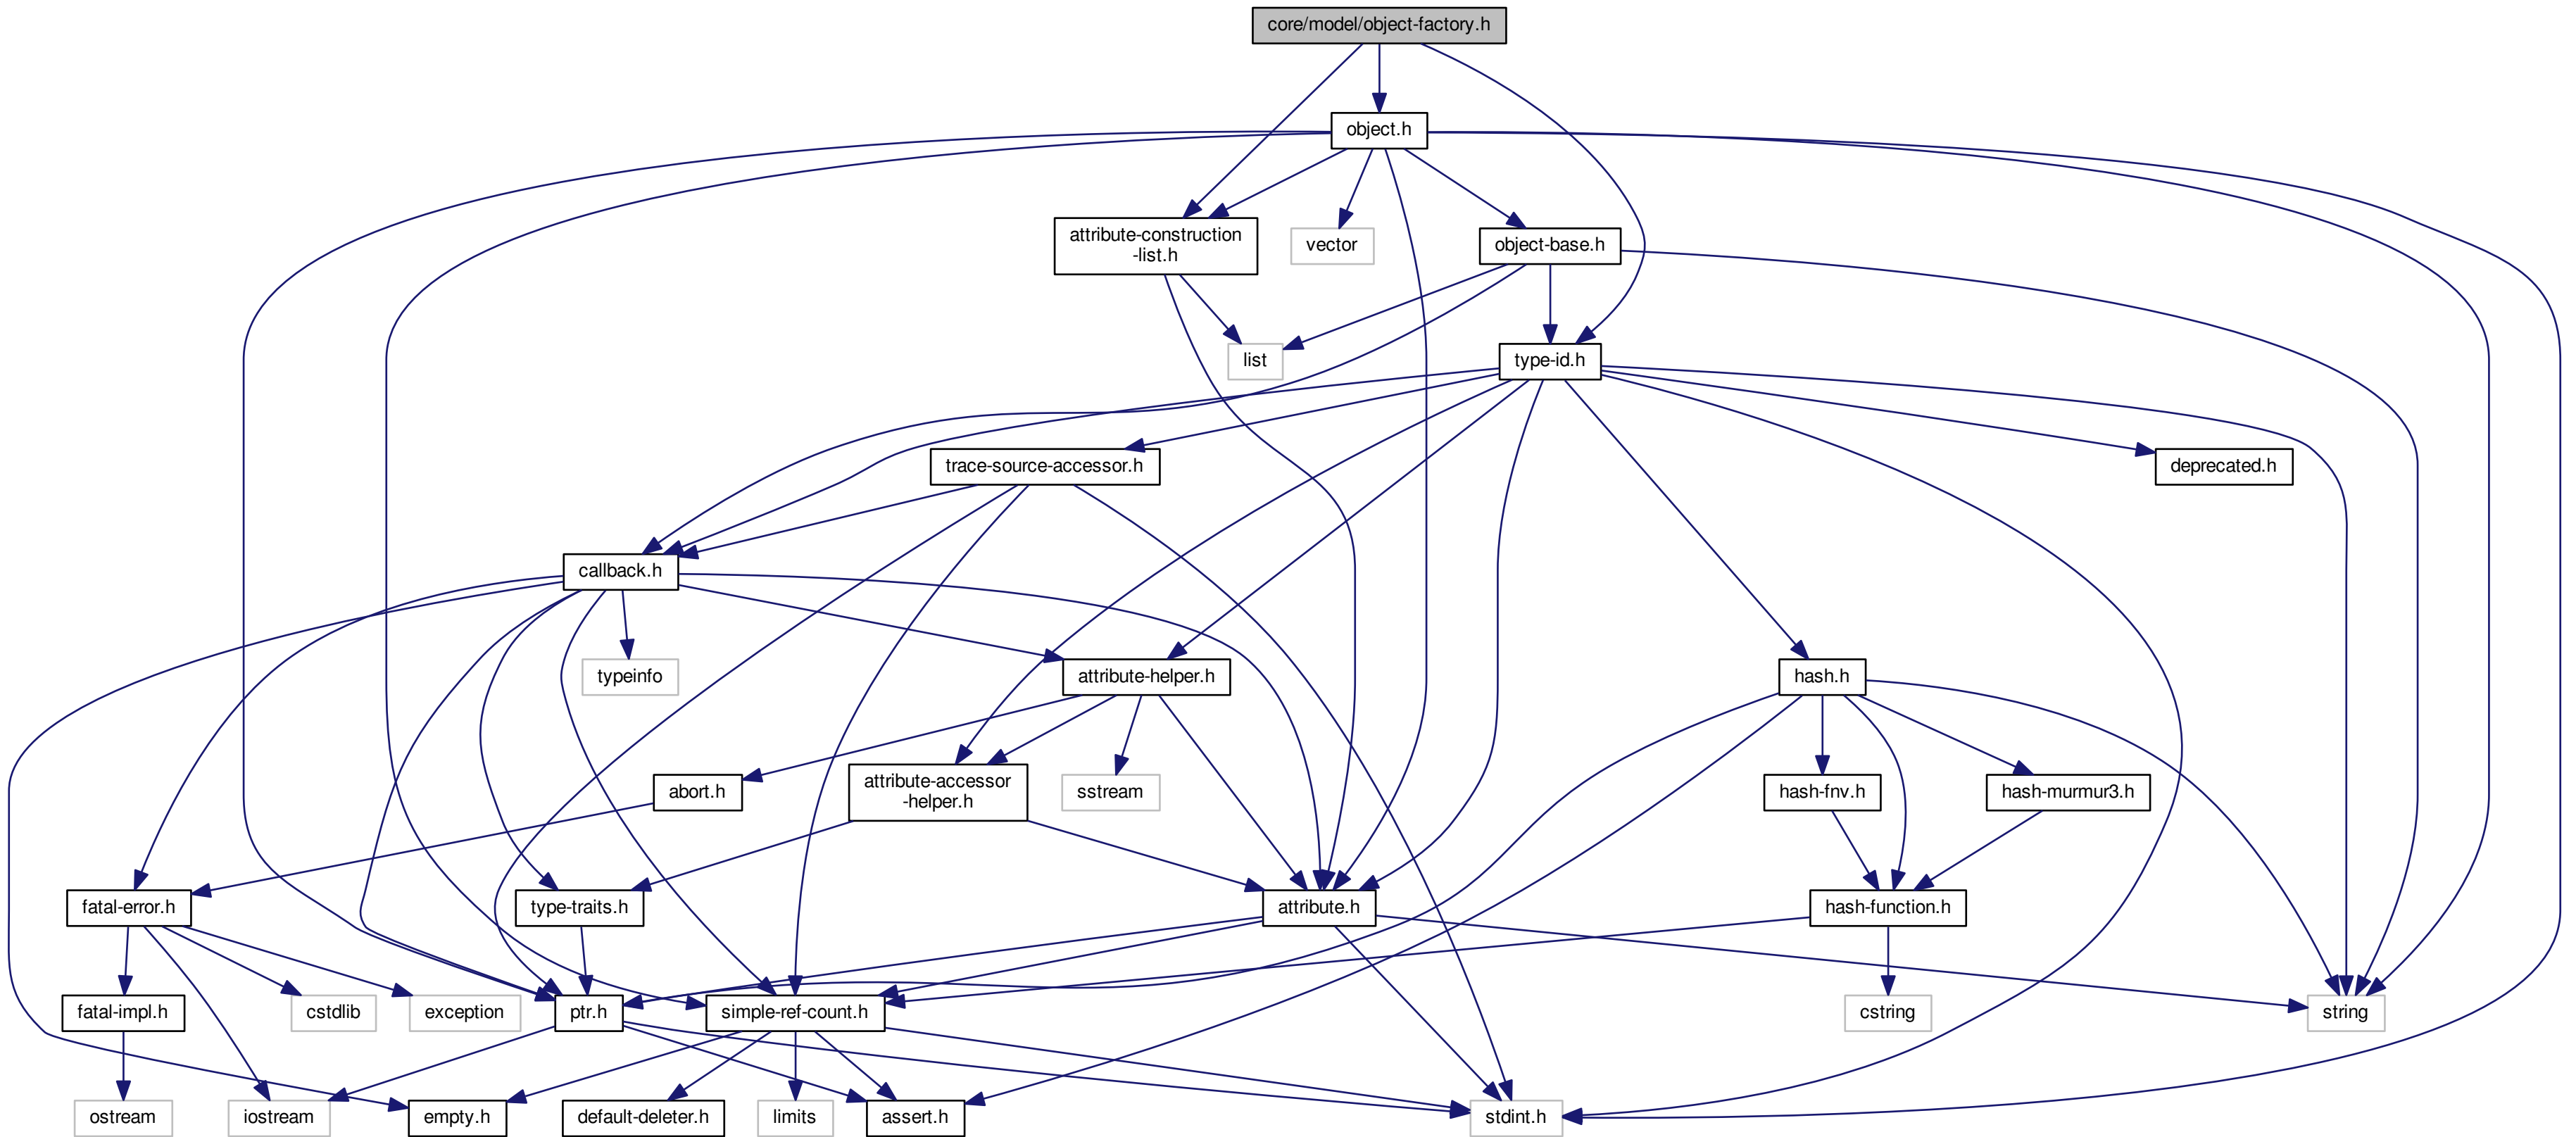 core/model/object-factory.h
object.h
attribute-construction
-list.h
vector
object-base.h
list
type-id.h
trace-source-accessor.h
deprecated.h
callback.h
typeinfo
attribute-helper.h
hash.h
abort.h
attribute-accessor
-helper.h
sstream
hash-fnv.h
hash-murmur3.h
fatal-error.h
type-traits.h
attribute.h
hash-function.h
fatal-impl.h
cstdlib
exception
ptr.h
simple-ref-count.h
cstring
string
ostream
iostream
empty.h
default-deleter.h
limits
assert.h
stdint.h